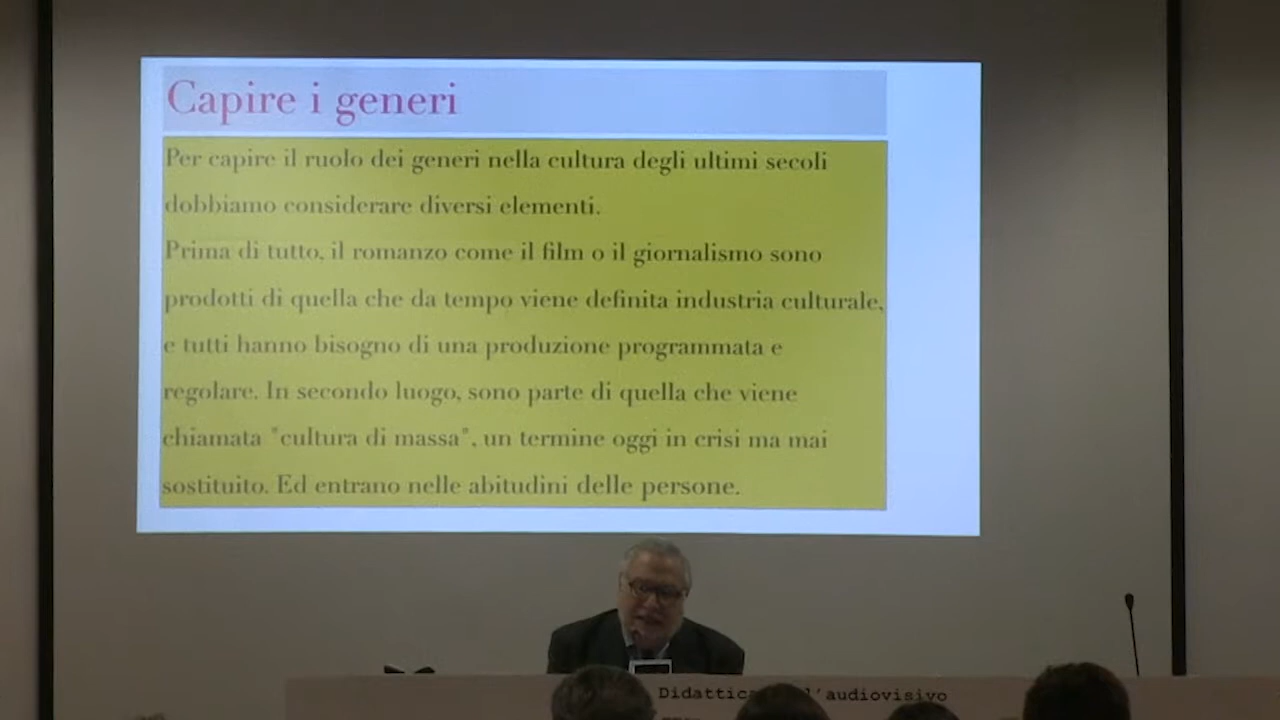 Capire i generi
Per capire il ruolo dei generi nella cultura degli ultimi secoli
dobbiamo considerare diversi elementi.
Prima di tutto, il romanzo come il film o il giornalismo sono
prodotti di quella che da tempo viene definita industria culturale,
e tutti hanno bisogno di una produzione programmata e
regolare. In secondo luogo, sono parte di quella che viene
chiamata "cultura di massa", un termine oggi in crisi ma mai
sostituito. Ed entrano nelle abitudini delle persone.
Didattica l'audiovisivo